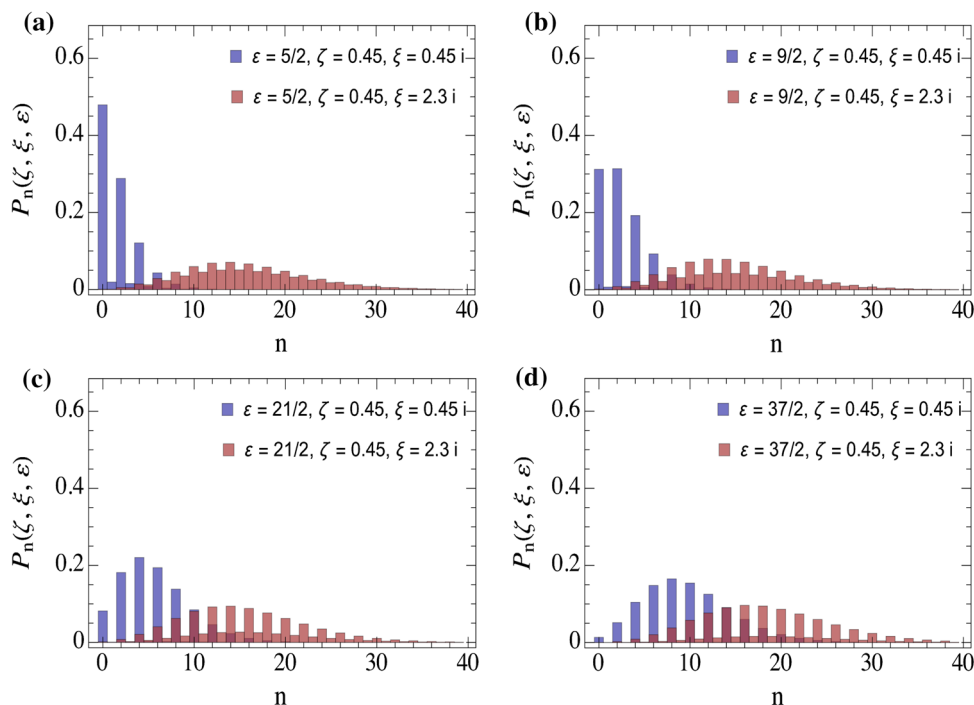 (a)
ε = 5/2, ζ = 0.45, ξ = 0.45 i
ε = 5/2, ζ = 0.45, ξ = 2.3 i
Pn(ζ, ξ, ε)
0.6
0.4
0.2
0
0 10 20 30 40
n
(b)
ε = 9/2, ζ = 0.45, ξ = 0.45 i
ε = 9/2, ζ = 0.45, ξ = 2.3 i
Pn(ζ, ξ, ε)
0.6
0.4
0.2
0
0 10 20 30 40
n
(c)
ε = 21/2, ζ = 0.45, ξ = 0.45 i
ε = 21/2, ζ = 0.45, ξ = 2.3 i
Pn(ζ, ξ, ε)
0.6
0.4
0.2
0
0 10 20 30 40
n
(d)
ε = 37/2, ζ = 0.45, ξ = 0.45 i
ε = 37/2, ζ = 0.45, ξ = 2.3 i
Pn(ζ, ξ, ε)
0.6
0.4
0.2
0
0 10 20 30 40
n